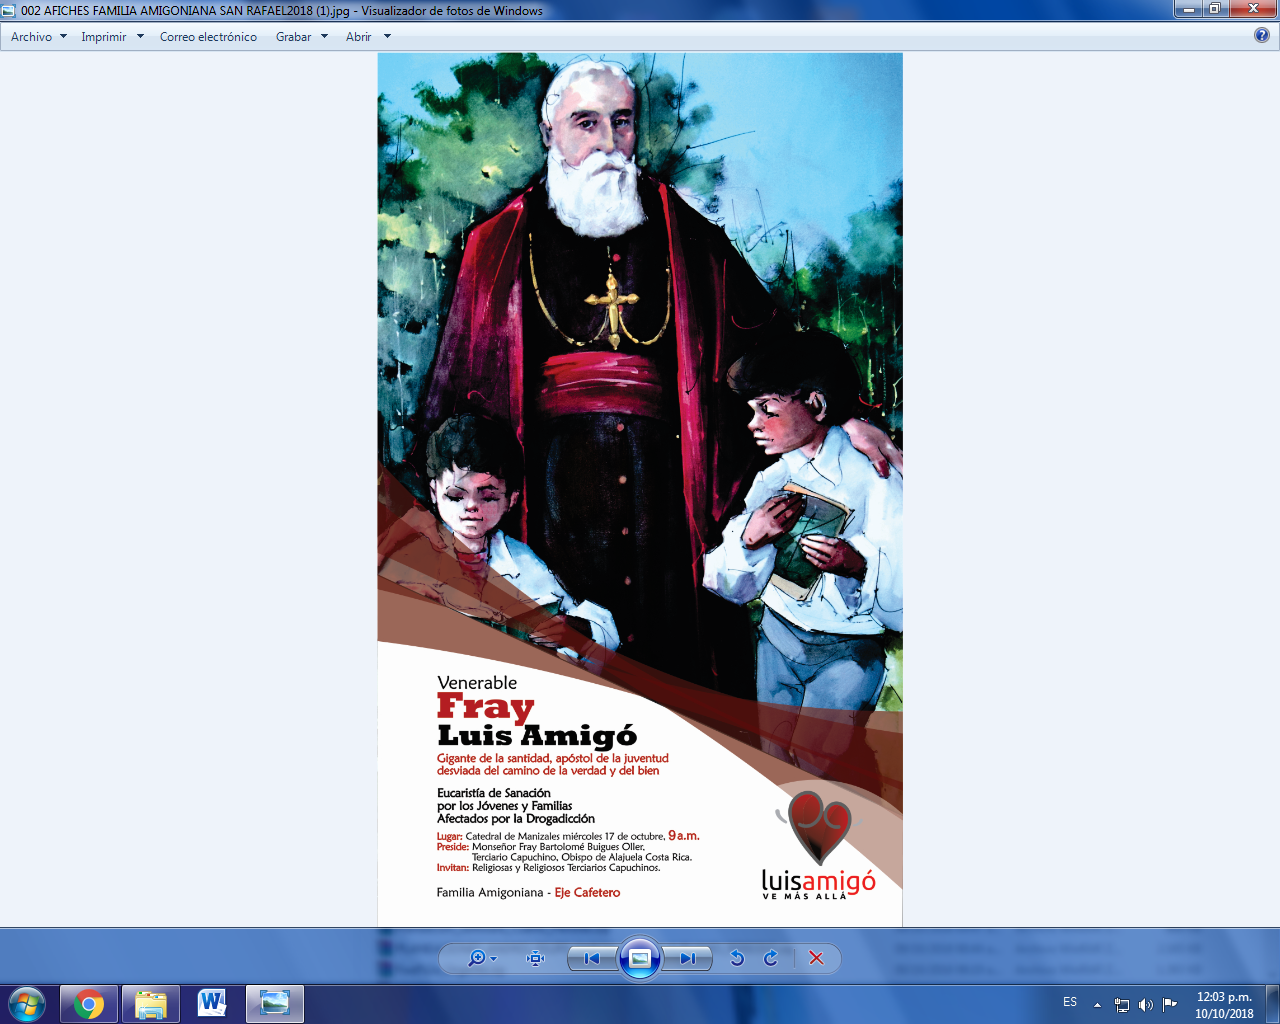 002 AFICHES FAMILIA AMIGONIANA SAN RAFAEL2018 (1).jpg - Visualizador de fotos de Windows
Archivo Imprimir Correo electrónico Grabar Abrir
Venerable
Fray
Luis Amigó
Gigante de la santidad, apóstol de la juventud
desviada del camino de la verdad y del bien
Eucaristía de Sanación
por los Jóvenes y Familias
Afectados por la Drogadicción
Lugar: Catedral de Manizales miércoles 17 de octubre, 9 a.m.
Preside: Monseñor Fray Bartolomé Buigues Oller,
Terciario Capuchino, Obispo de Alajuela Costa Rica.
Invitan: Religiosas y Religiosos Terciarios Capuchinos.
Familia Amigoniana - Eje Cafetero
luisamigó
VE MÁS ALLÁ
ES
12:03 p.m.
10/10/2018